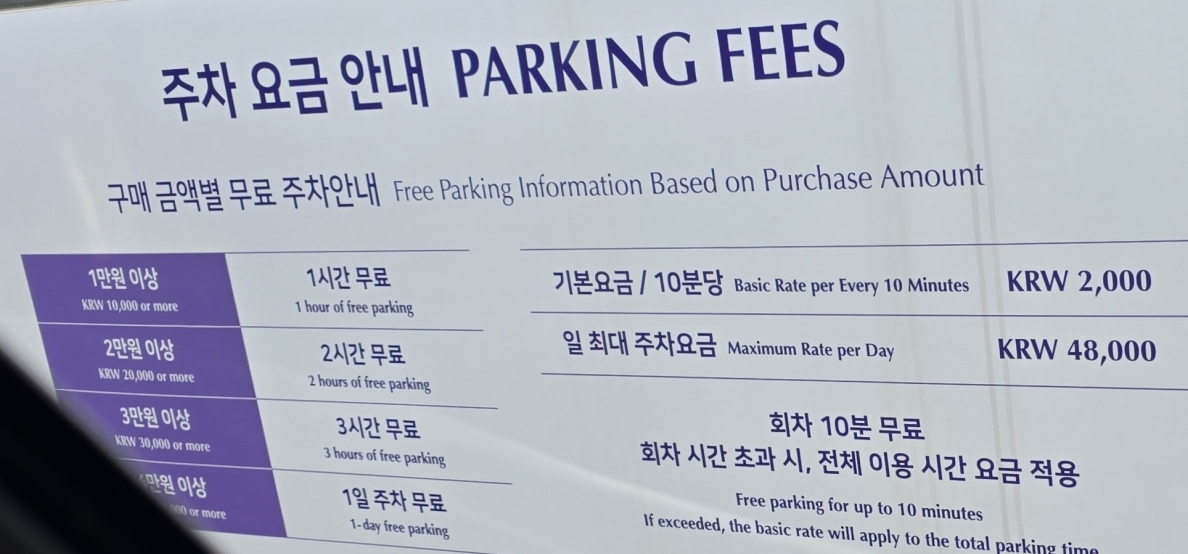 주차 요금 안내 PARKING FEES
구매 금액별 무료 주차안내 Free Parking Information Based on Purchase Amount
1만원 이상
KRW 10,000 or more
1시간 무료
1 hour of free parking
2만원 이상
KRW 20,000 or more
2시간 무료
2 hours of free parking
3만원 이상
KRW 30,000 or more
3시간 무료
3 hours of free parking
이상
or more
1일 주차 무료
1-day free parking
기본요금 / 10분당 Basic Rate per Every 10 Minutes KRW 2,000
일 최대 주차요금 Maximum Rate per Day KRW 48,000
회차 10분 무료
회차 시간 초과 시, 전체 이용 시간 요금 적용
Free parking for up to 10 minutes
If exceeded, the basic rate will apply to the total parking time